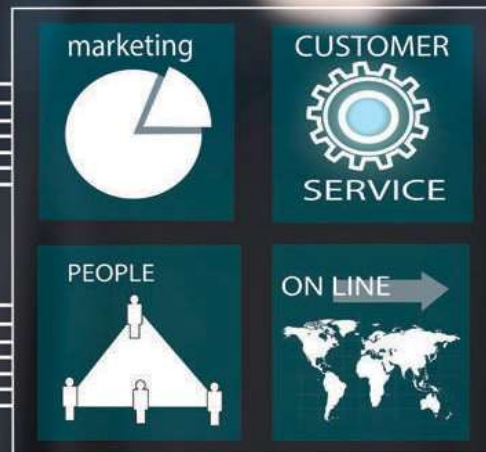 marketing
CUSTOMER
SERVICE
PEOPLE
ON LINE